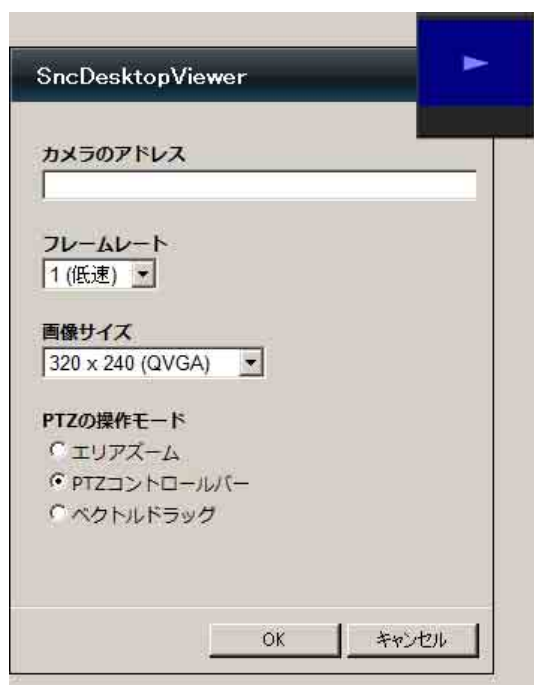 SncDesktopViewer
カメラのアドレス
フレームレート
1 (低速)
画像サイズ
320 x 240 (QVGA)
PTZの操作モード
エリアズーム
PTZコントロールバー
ベクトルドラッグ
OK
キャンセル